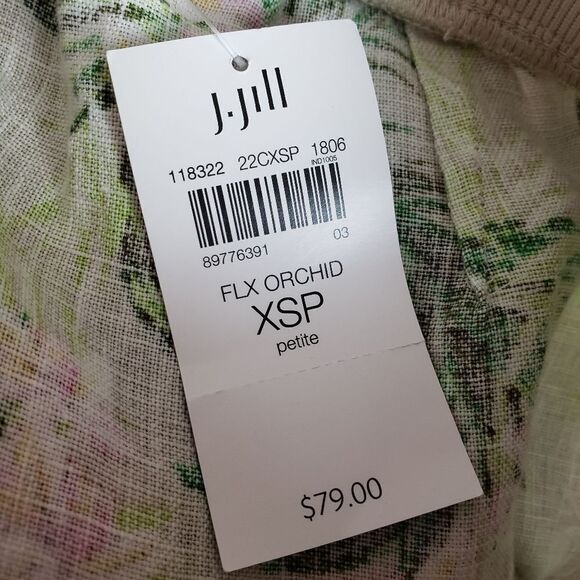 J.Jill
118322 22CXSP 1806
IND1005
89776391 03
FLX ORCHID
XSP
petite
$79.00